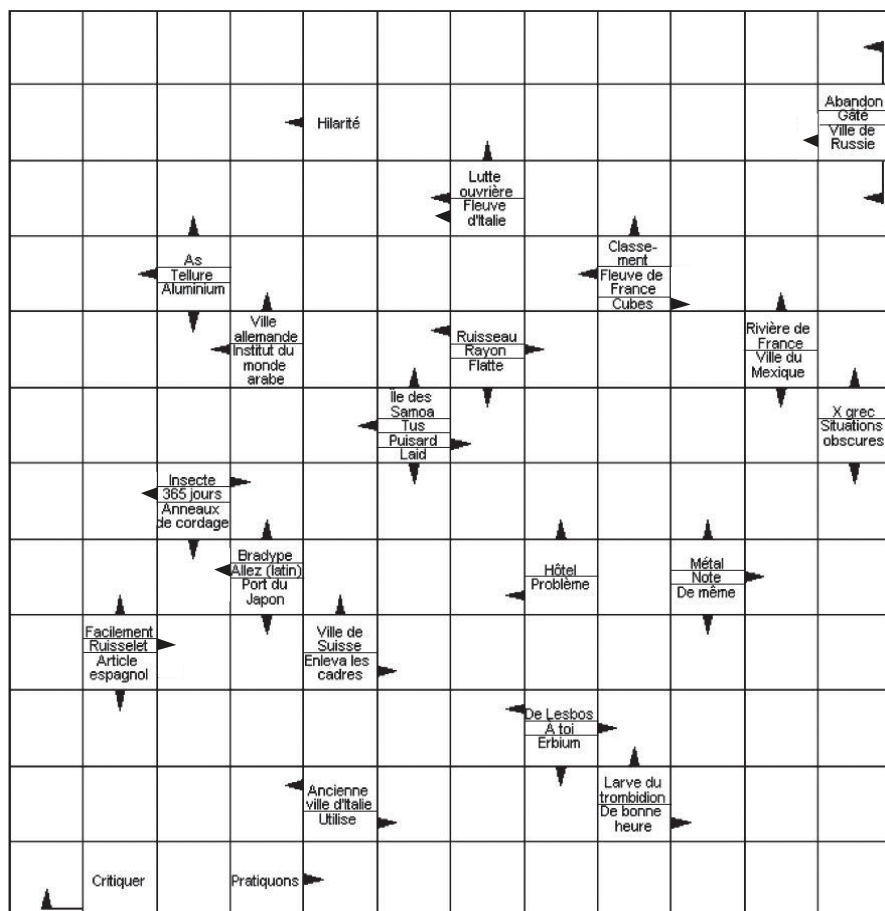 Hilarité
Abandon
Gâté
Ville de
Russie
Lutte
ouvrière
Fleuve
d'Italie
As
Tellure
Aluminium
Classe-
ment
Fleuve de
France
Cubes
Ville
allemande
Institut du
monde
arabe
Ruisseau
Rayon
Flatte
Rivière de
France
Ville du
Mexique
Île des
Samoa
Tus
Puisard
Laid
X grec
Situations
obscures
Insecte
365 jours
Anneaux
de cordage
Bradype
Allez (latin)
Port du
Japon
Hôtel
Problème
Métal
Note
De même
Facilement
Ruisselet
Article
espagnol
Ville de
Suisse
Enleva les
cadres
De Lesbos
À toi
Erbium
Ancienne
ville d'Italie
Utilise
Larve du
trombidion
De bonne
heure
Critiquer
Pratiquons